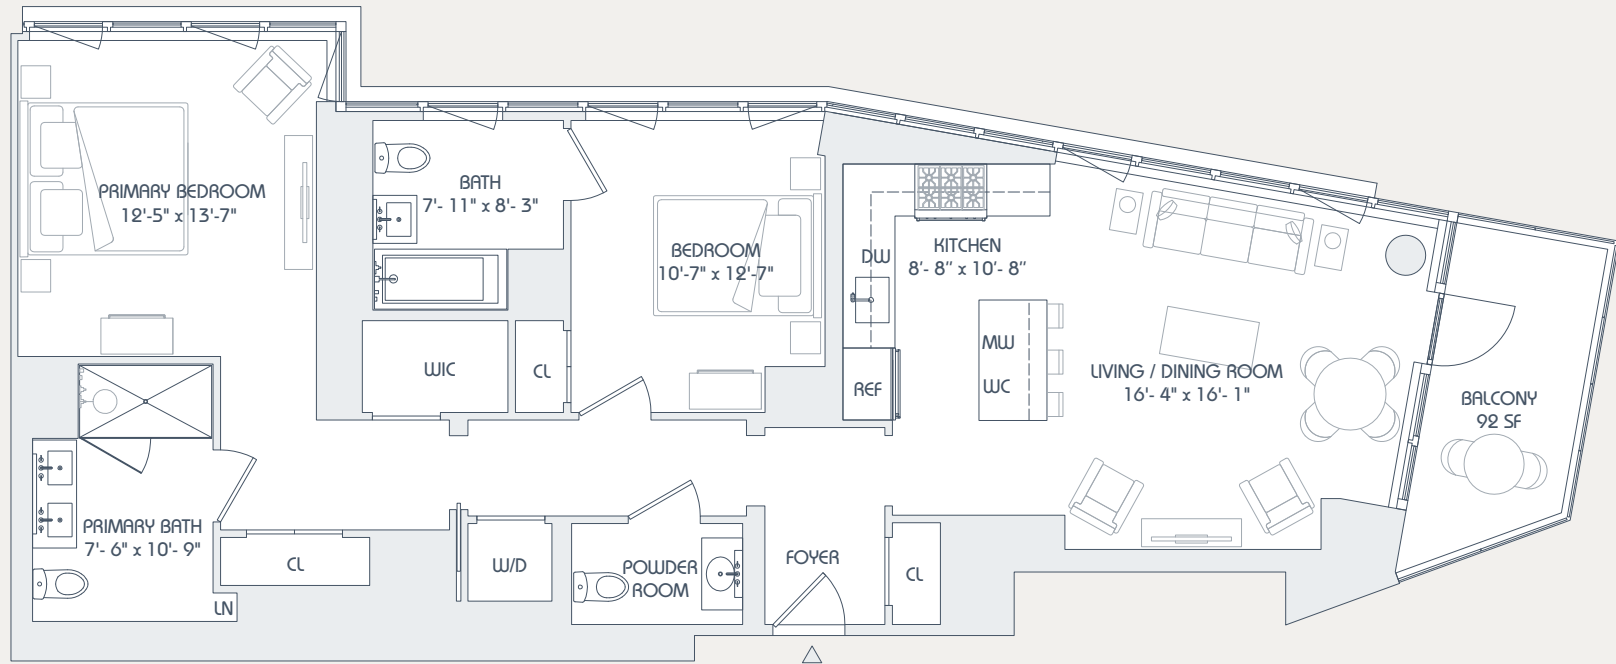 PRIMARY BEDROOM
12'-5" x 13'-7"
BATH
7'- 11" x 8'- 3"
BEDROOM
10'-7" x 12'-7"
DW
KITCHEN
8'- 8" x 10'- 8"
WIC
CL
REF
MW
WC
LIVING / DINING ROOM
16'- 4" x 16'- 1"
BALCONY
92 SF
PRIMARY BATH
7'- 6" x 10'- 9"
CL
LN
W/D
POWDER
ROOM
FOYER
CL